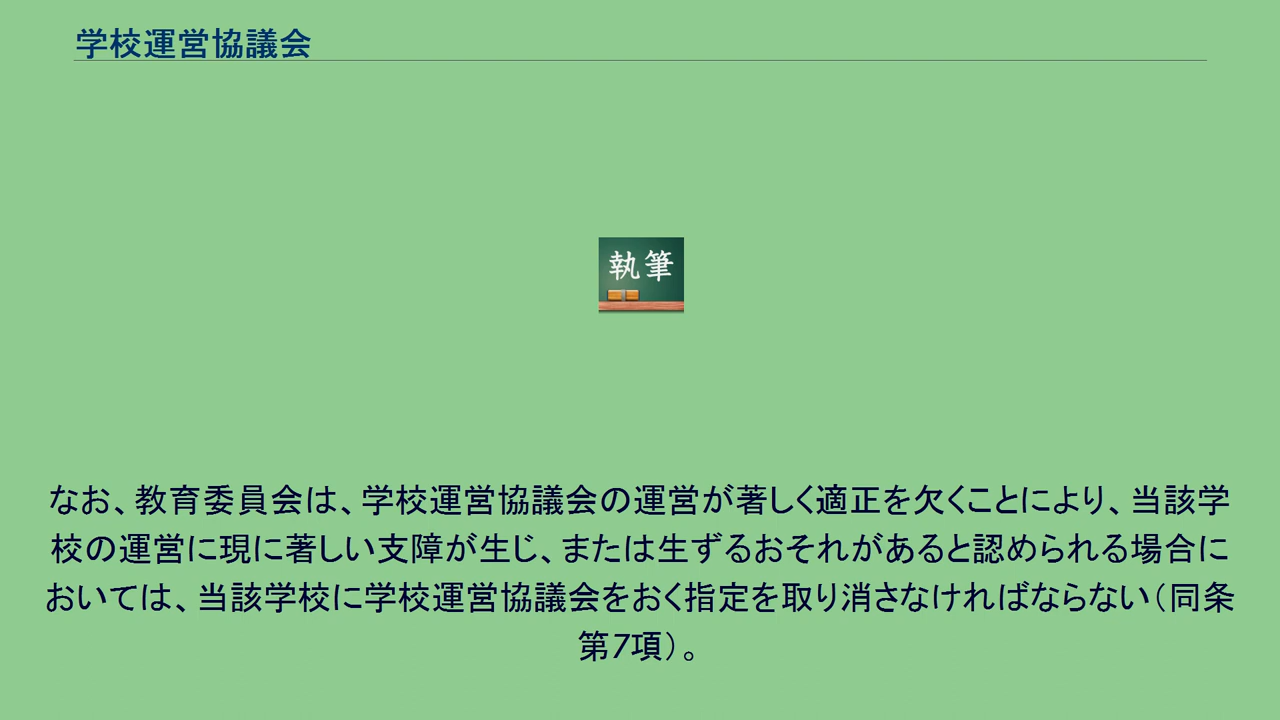 学校運営協議会
執筆
なお、教育委員会は、学校運営協議会の運営が著しく適正を欠くことにより、当該学
校の運営に現に著しい支障が生じ、または生ずるおそれがあると認められる場合に
おいては、当該学校に学校運営協議会をおく指定を取り消さなければならない（同条
第7項）。